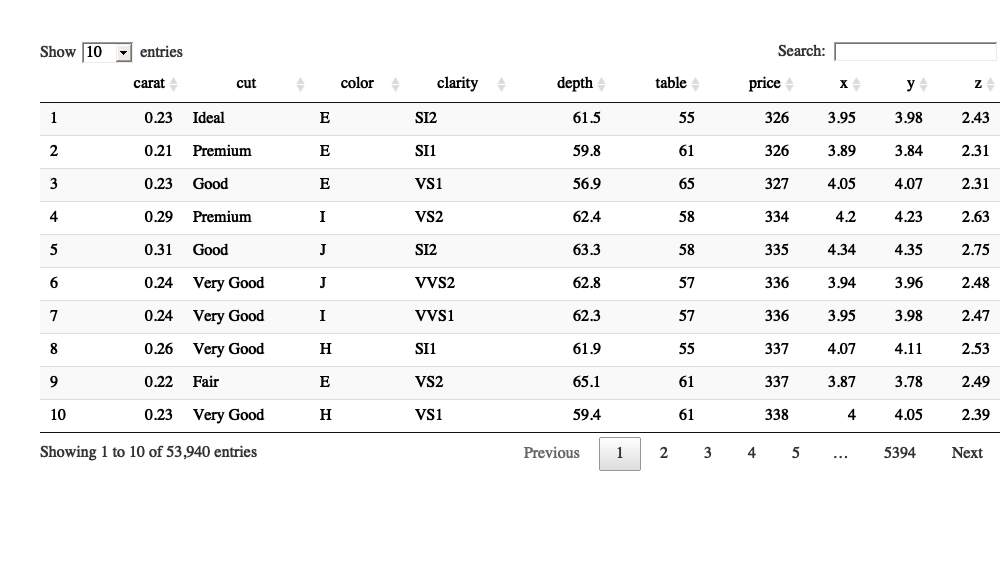 Show 10 entries Search:
carat cut color clarity depth table price x y z
1 0.23 Ideal E SI2 61.5 55 326 3.95 3.98 2.43
2 0.21 Premium E SI1 59.8 61 326 3.89 3.84 2.31
3 0.23 Good E VS1 56.9 65 327 4.05 4.07 2.31
4 0.29 Premium I VS2 62.4 58 334 4.2 4.23 2.63
5 0.31 Good J SI2 63.3 58 335 4.34 4.35 2.75
6 0.24 Very Good J VVS2 62.8 57 336 3.94 3.96 2.48
7 0.24 Very Good I VVS1 62.3 57 336 3.95 3.98 2.47
8 0.26 Very Good H SI1 61.9 55 337 4.07 4.11 2.53
9 0.22 Fair E VS2 65.1 61 337 3.87 3.78 2.49
10 0.23 Very Good H VS1 59.4 61 338 4 4.05 2.39
Showing 1 to 10 of 53,940 entries Previous 1 2 3 4 5 … 5394 Next